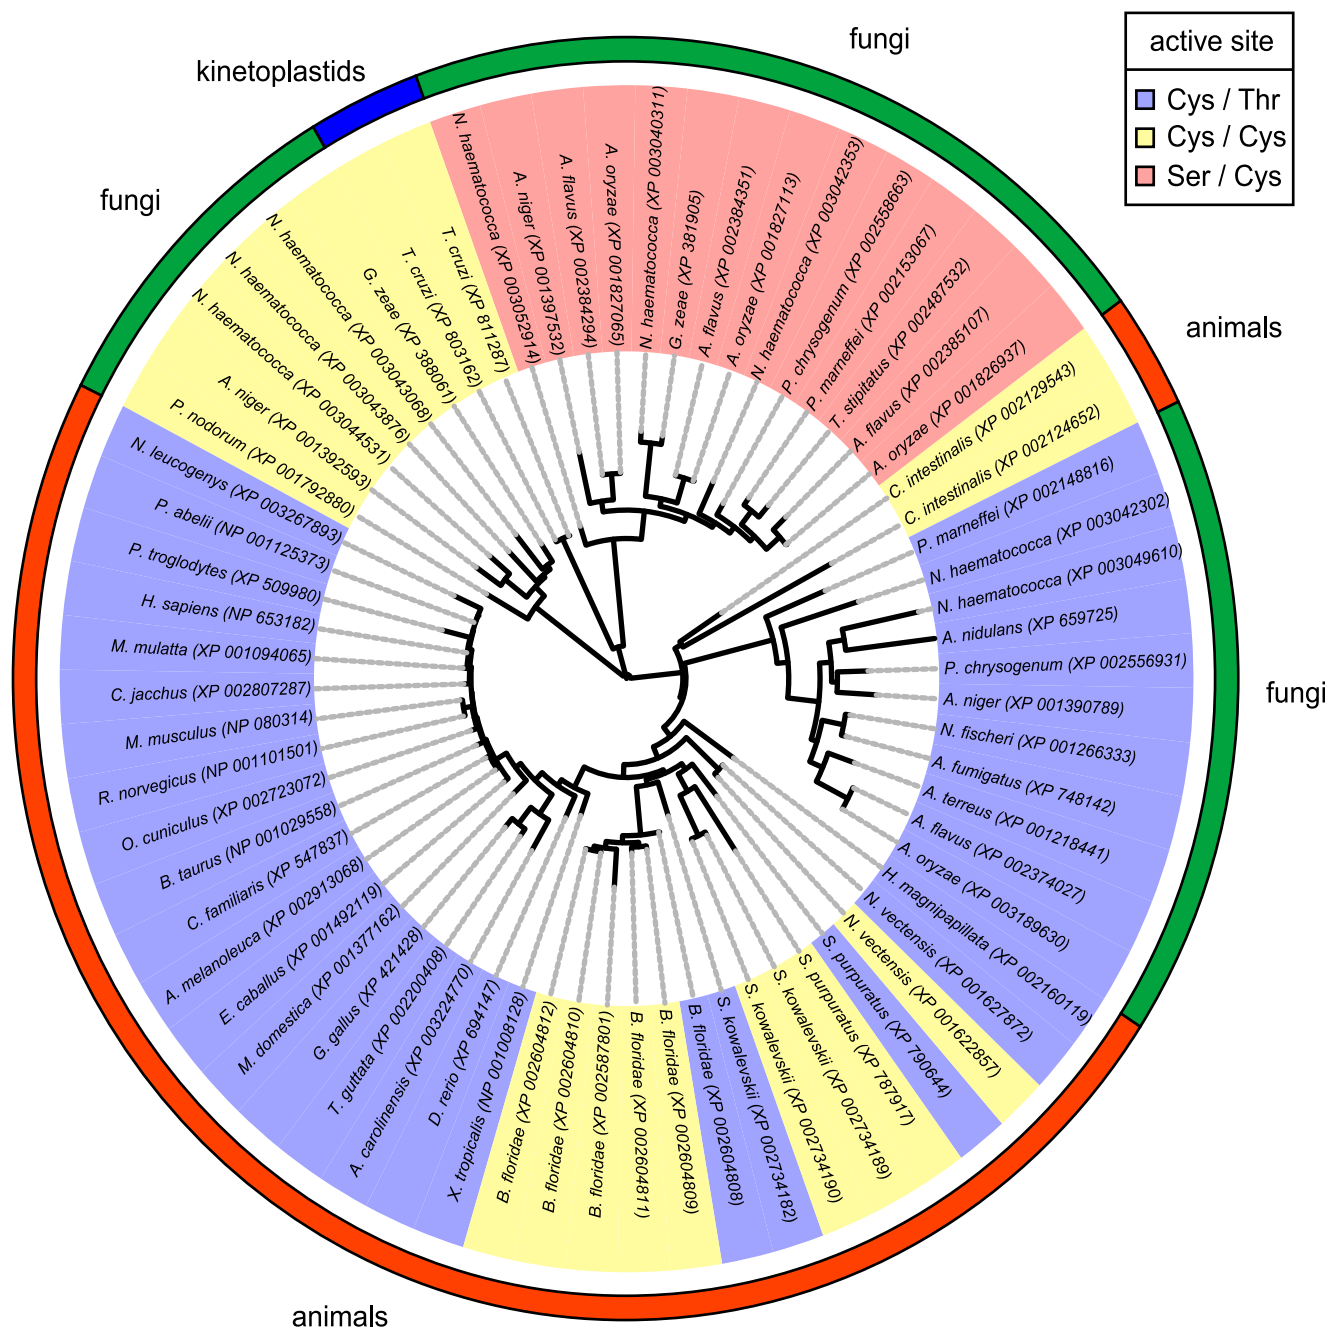 fungi
kinetoplastids
fungi
animals
fungi
animals
active site
Cys / Thr
Cys / Cys
Ser / Cys
N. haematococca (XP 003052914)
A. niger (XP 001397532)
A. flavus (XP 002384294)
A. oryzae (XP 001827065)
N. haematococca (XP 003040311)
G. zeae (XP 381905)
A. flavus (XP 002384351)
A. oryzae (XP 001827113)
N. haematococca (XP 003042353)
P. chrysogenum (XP 002558663)
P. marneffei (XP 002153067)
T. stipitatus (XP 002487532)
A. flavus (XP 002385107)
A. oryzae (XP 001826937)
C. intestinalis (XP 002129543)
C. intestinalis (XP 002124652)
P. marneffei (XP 002148816)
N. haematococca (XP 003042302)
N. haematococca (XP 003049610)
A. nidulans (XP 659725)
P. chrysogenum (XP 002556931)
A. niger (XP 001390789)
N. fischeri (XP 001266333)
A. fumigatus (XP 748142)
A. terreus (XP 001218441)
A. flavus (XP 002374027)
A. oryzae (XP 003189630)
H. magnipapillata (XP 002160119)
N. vectensis (XP 001627872)
N. vectensis (XP 001622857)
S. purpuratus (XP 790644)
S. purpuratus (XP 787917)
S. kowalevskii (XP 002734189)
S. kowalevskii (XP 002734190)
S. kowalevskii (XP 002734182)
B. floridae (XP 002604808)
B. floridae (XP 002604809)
B. floridae (XP 002604811)
B. floridae (XP 002587801)
B. floridae (XP 002604810)
B. floridae (XP 002604812)
X. tropicalis (NP 001008128)
D. rerio (XP 694147)
A. carolinensis (XP 003224770)
T. guttata (XP 002200408)
G. gallus (XP 421428)
M. domestica (XP 001377162)
E. caballus (XP 001492119)
A. melanoleuca (XP 002913068)
C. familiaris (XP 547837)
B. taurus (NP 001029558)
O. cuniculus (XP 002723072)
R. norvegicus (NP 001101501)
M. musculus (NP 080314)
C. jacchus (XP 002807287)
M. mulatta (XP 001094065)
H. sapiens (NP 653182)
P. troglodytes (XP 509980)
P. abelii (NP 001125373)
N. leucogenys (XP 003267893)
P. nodorum (XP 001792880)
A. niger (XP 001392593)
N. haematococca (XP 003044531)
N. haematococca (XP 003043876)
N. haematococca (XP 003043068)
G. zeae (XP 388061)
T. cruzi (XP 803162)
T. cruzi (XP 811287)